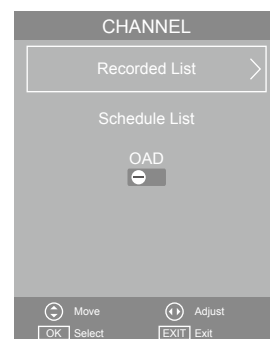 CHANNEL
Recorded List
Schedule List
OAD
Move Adjust
OK Select EXIT Exit